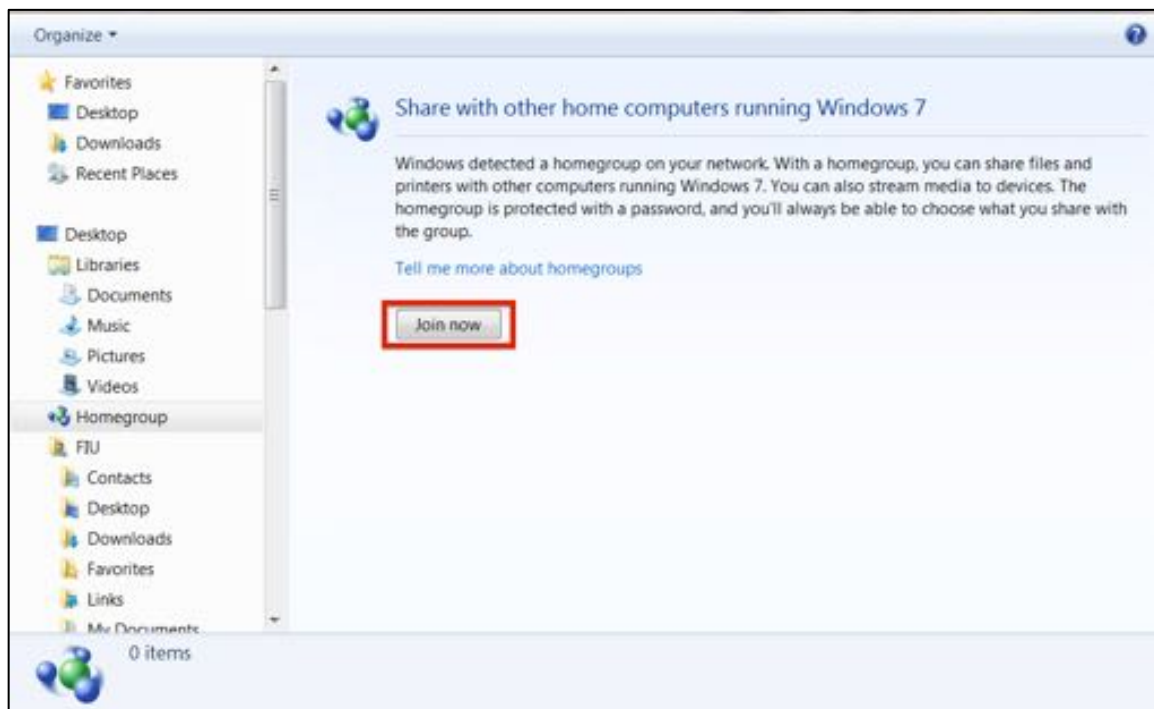 Organize
Favorites
Desktop
Downloads
Recent Places
Desktop
Libraries
Documents
Music
Pictures
Videos
Homegroup
FIU
Contacts
Desktop
Downloads
Favorites
Links
My Documents
Share with other home computers running Windows 7
Windows detected a homegroup on your network. With a homegroup, you can share files and
printers with other computers running Windows 7. You can also stream media to devices. The
homegroup is protected with a password, and you'll always be able to choose what you share with
the group.
Tell me more about homegroups
Join now
0 items